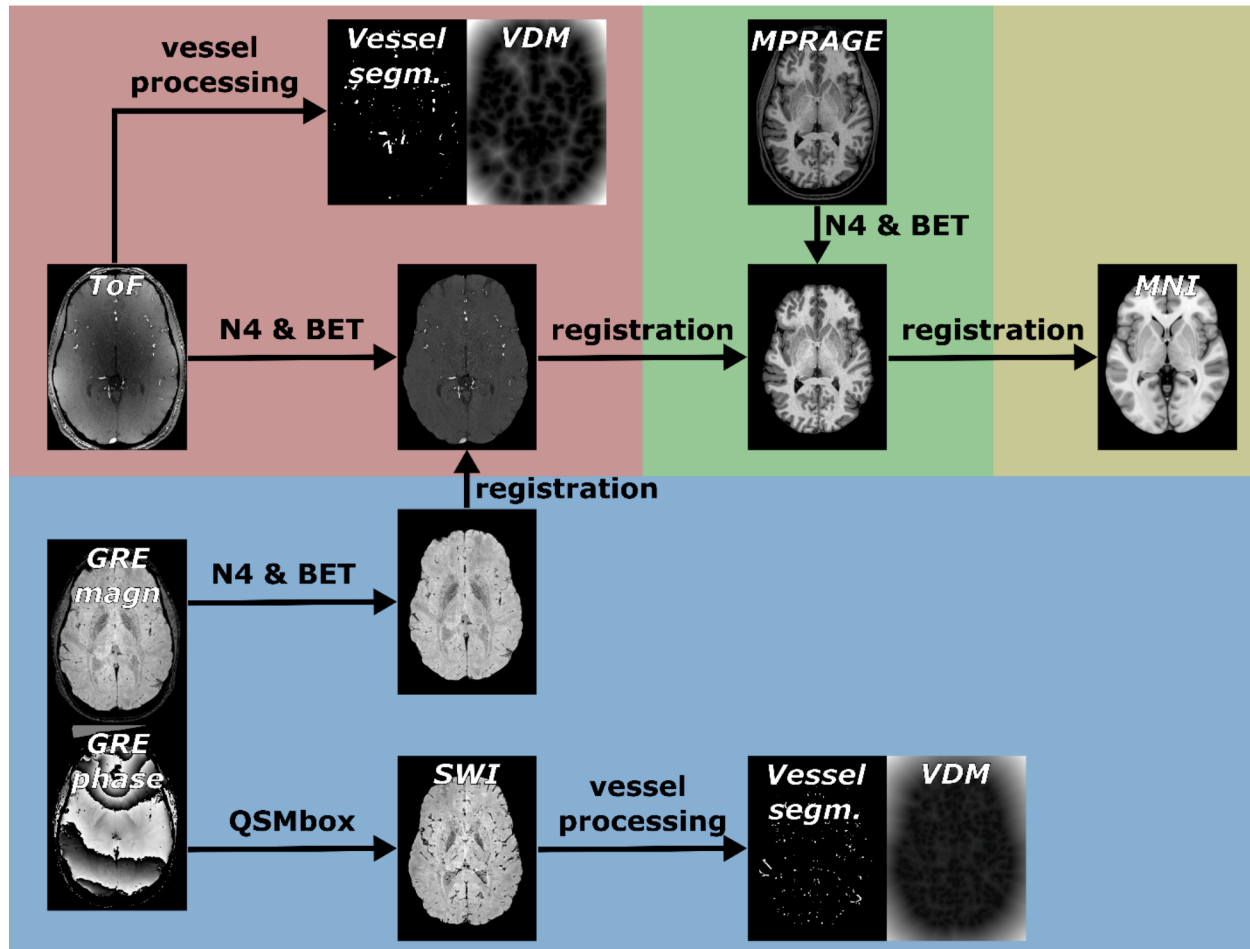 vessel
processing
Vessel
segm.
VDM
MPRAGE
N4 & BET
ToF
N4 & BET
registration
registration
MNI
registration
GRE
magn
N4 & BET
GRE
phase
QSMbox
SWI
vessel
processing
Vessel
segm.
VDM